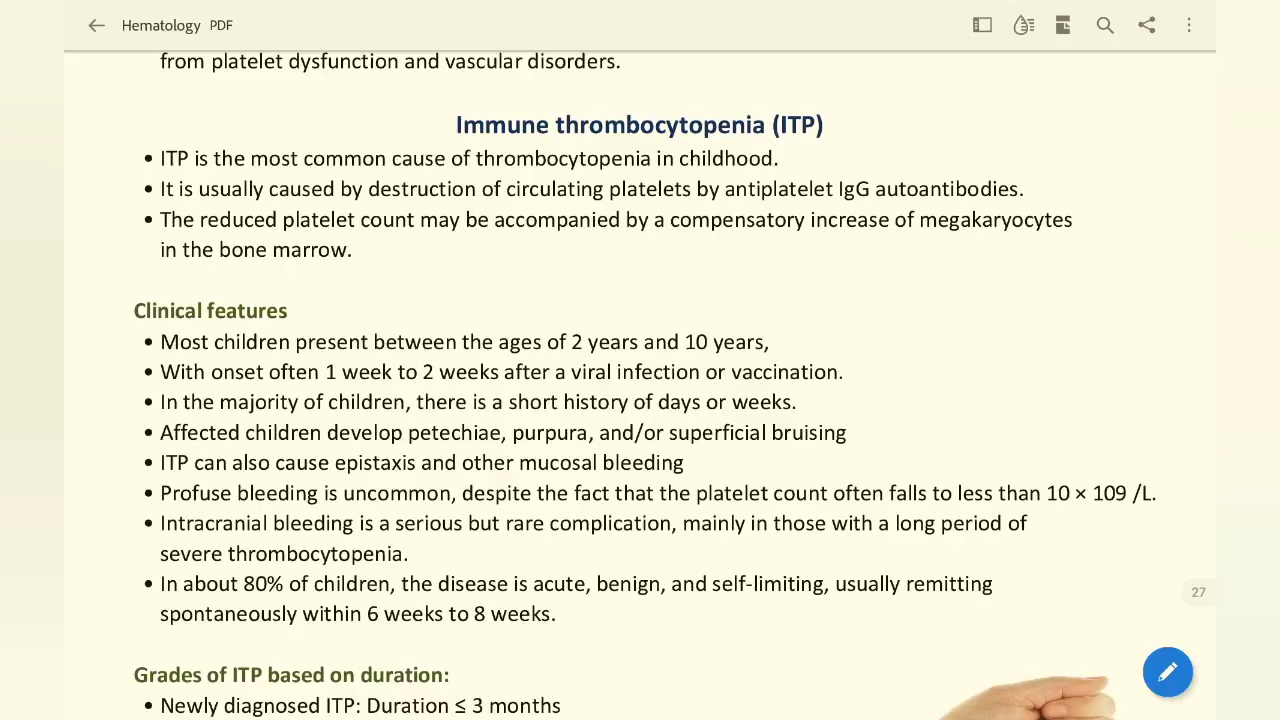 Hematology PDF
from platelet dysfunction and vascular disorders.
Immune thrombocytopenia (ITP)
• ITP is the most common cause of thrombocytopenia in childhood.
• It is usually caused by destruction of circulating platelets by antiplatelet IgG autoantibodies.
• The reduced platelet count may be accompanied by a compensatory increase of megakaryocytes
in the bone marrow.
Clinical features
• Most children present between the ages of 2 years and 10 years,
• With onset often 1 week to 2 weeks after a viral infection or vaccination.
• In the majority of children, there is a short history of days or weeks.
• Affected children develop petechiae, purpura, and/or superficial bruising
• ITP can also cause epistaxis and other mucosal bleeding
• Profuse bleeding is uncommon, despite the fact that the platelet count often falls to less than 10 × 109 /L.
• Intracranial bleeding is a serious but rare complication, mainly in those with a long period of
severe thrombocytopenia.
• In about 80% of children, the disease is acute, benign, and self-limiting, usually remitting
spontaneously within 6 weeks to 8 weeks.
27
Grades of ITP based on duration:
• Newly diagnosed ITP: Duration ≤ 3 months